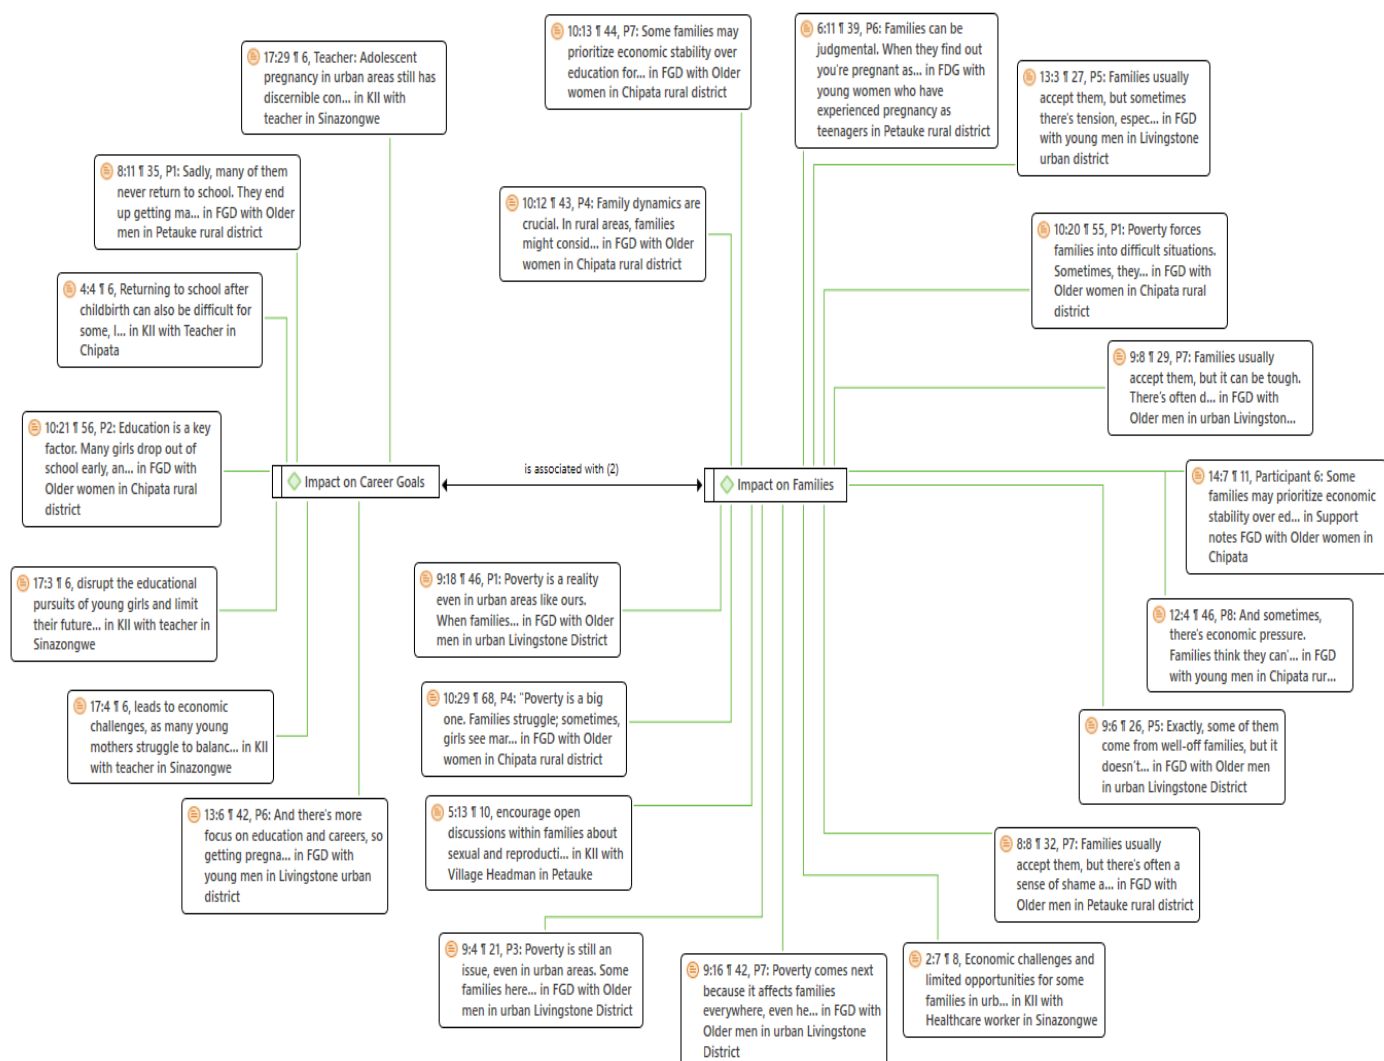 10:13 ¶ 44, P7: Some families may
prioritize economic stability over
education for... in FGD with Older
women in Chipata rural district
6:11 ¶ 39, P6: Families can be
judgmental. When they find out
you're pregnant as... in FDG with
young women who have
experienced pregnancy as
teenagers in Petauke rural district
17:29 ¶ 6, Teacher: Adolescent
pregnancy in urban areas still has
discernible con... in KII with
teacher in Sinazongwe
13:3 ¶ 27, P5: Families usually
accept them, but sometimes
there's tension, espec... in FGD
with young men in Livingstone
urban district
8:11 ¶ 35, P1: Sadly, many of them
never return to school. They end
up getting ma... in FGD with Older
men in Petauke rural district
10:12 ¶ 43, P4: Family dynamics are
crucial. In rural areas, families
might consid... in FGD with Older
women in Chipata rural district
10:20 ¶ 55, P1: Poverty forces
families into difficult situations.
Sometimes, they... in FGD with
Older women in Chipata rural
district
4:4 ¶ 6, Returning to school after
childbirth can also be difficult for
some, l... in KII with Teacher in
Chipata
9:8 ¶ 29, P7: Families usually
accept them, but it can be tough.
There's often d... in FGD with
Older men in urban Livingston...
10:21 ¶ 56, P2: Education is a key
factor. Many girls drop out of
school early, an... in FGD with
Older women in Chipata rural
district
Impact on Career Goals
is associated with (2)
Impact on Families
14:7 ¶ 11, Participant 6: Some
families may prioritize economic
stability over ed... in Support
notes FGD with Older women in
Chipata
17:3 ¶ 6, disrupt the educational
pursuits of young girls and limit
their future... in KII with teacher in
Sinazongwe
9:18 ¶ 46, P1: Poverty is a reality
even in urban areas like ours.
When families... in FGD with Older
men in urban Livingstone District
12:4 ¶ 46, P8: And sometimes,
there's economic pressure.
Families think they can'... in FGD
with young men in Chipata rur...
17:4 ¶ 6, leads to economic
challenges, as many young
mothers struggle to balanc... in KII
with teacher in Sinazongwe
10:29 ¶ 68, P4: "Poverty is a big
one. Families struggle; sometimes,
girls see mar... in FGD with Older
women in Chipata rural district
9:6 ¶ 26, P5: Exactly, some of them
come from well-off families, but it
doesn't... in FGD with Older men
in urban Livingstone District
13:6 ¶ 42, P6: And there's more
focus on education and careers, so
getting pregna... in FGD with
young men in Livingstone urban
district
5:13 ¶ 10, encourage open
discussions within families about
sexual and reproducti... in KII with
Village Headman in Petauke
8:8 ¶ 32, P7: Families usually
accept them, but there's often a
sense of shame a... in FGD with
Older men in Petauke rural district
9:4 ¶ 21, P3: Poverty is still an
issue, even in urban areas. Some
families here... in FGD with Older
men in urban Livingstone District
9:16 ¶ 42, P7: Poverty comes next
because it affects families
everywhere, even he... in FGD with
Older men in urban Livingstone
District
2:7 ¶ 8, Economic challenges and
limited opportunities for some
families in urb... in KII with
Healthcare worker in Sinazongwe